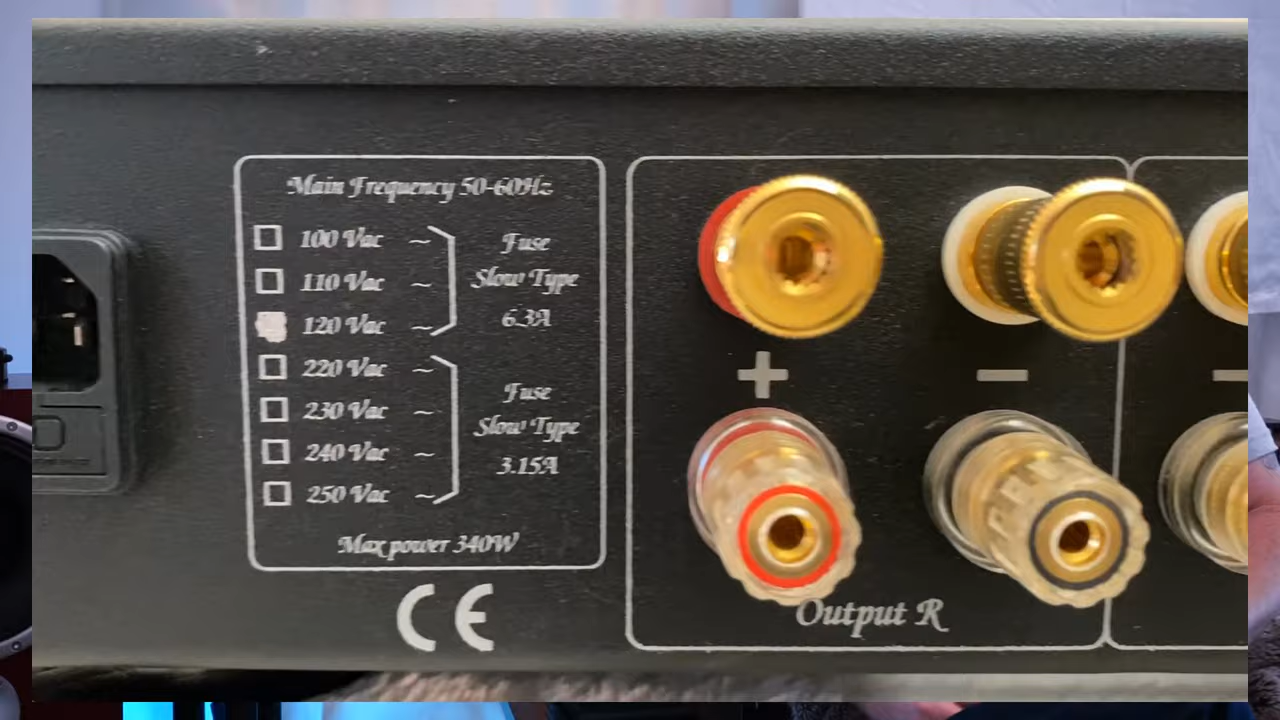 Main Frequency 50-60Hz
100 Vac ~
110 Vac ~
120 Vac ~
Fuse
Slow Type
6.3A
220 Vac ~
230 Vac ~
240 Vac ~
250 Vac ~
Fuse
Slow Type
3.15A
Max power 340W
CE
+ −
−
Output R